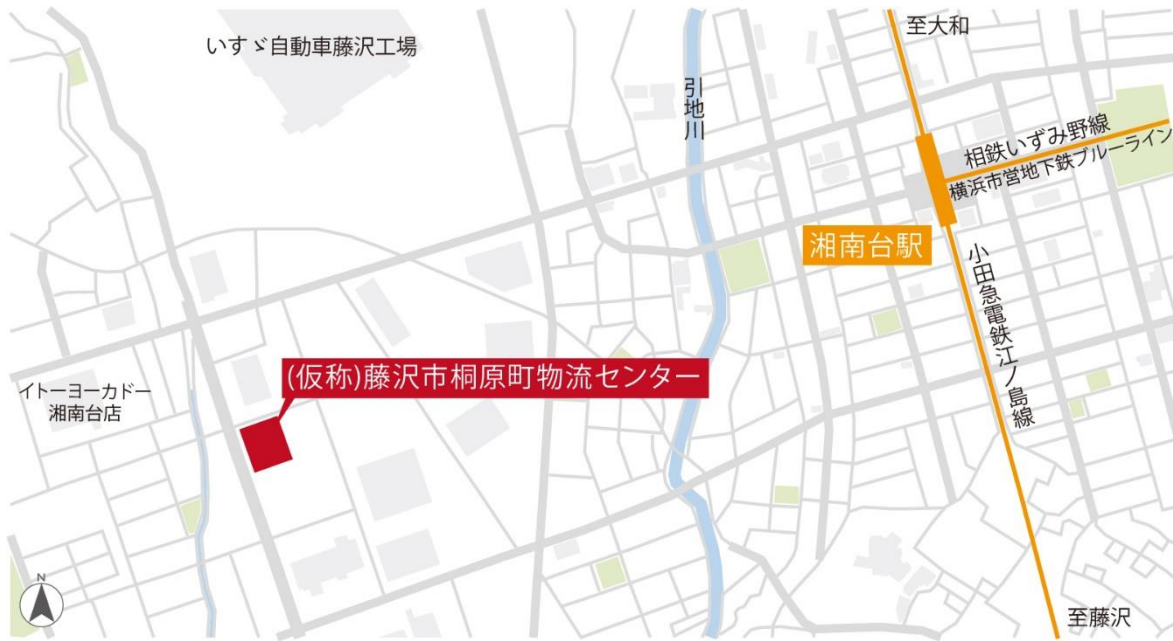 いすゞ自動車藤沢工場
引地川
至大和
相鉄いずみ野線
横浜市営地下鉄ブルーライン
湘南台駅
小田急電鉄江ノ島線
(仮称)藤沢市桐原町物流センター
イトーヨーカドー
湘南台店
N
至藤沢